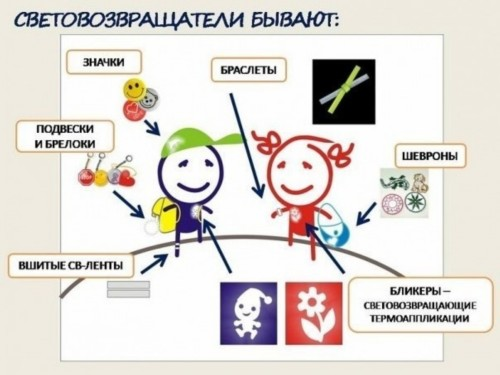 СВЕТОВОЗВРАЩАТЕЛИ БЫВАЮТ:
ЗНАЧКИ
БРАСЛЕТЫ
ПОДВЕСКИ
И БРЕЛОКИ
ШЕВРОНЫ
ВШИТЫЕ СВ-ЛЕНТЫ
БЛИКЕРЫ –
СВЕТОВОЗВРАЩАЮЩИЕ
ТЕРМОАППЛИКАЦИИ